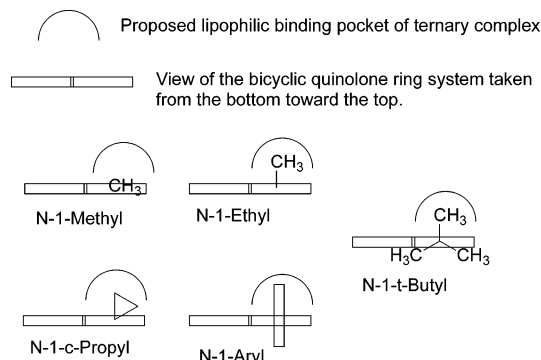 Proposed lipophilic binding pocket of ternary complex
View of the bicyclic quinolone ring system taken
from the bottom toward the top.
CH3
N-1-Methyl
CH3
N-1-Ethyl
CH3
H3C
CH3
N-1-t-Butyl
N-1-c-Propyl
N-1-Aryl